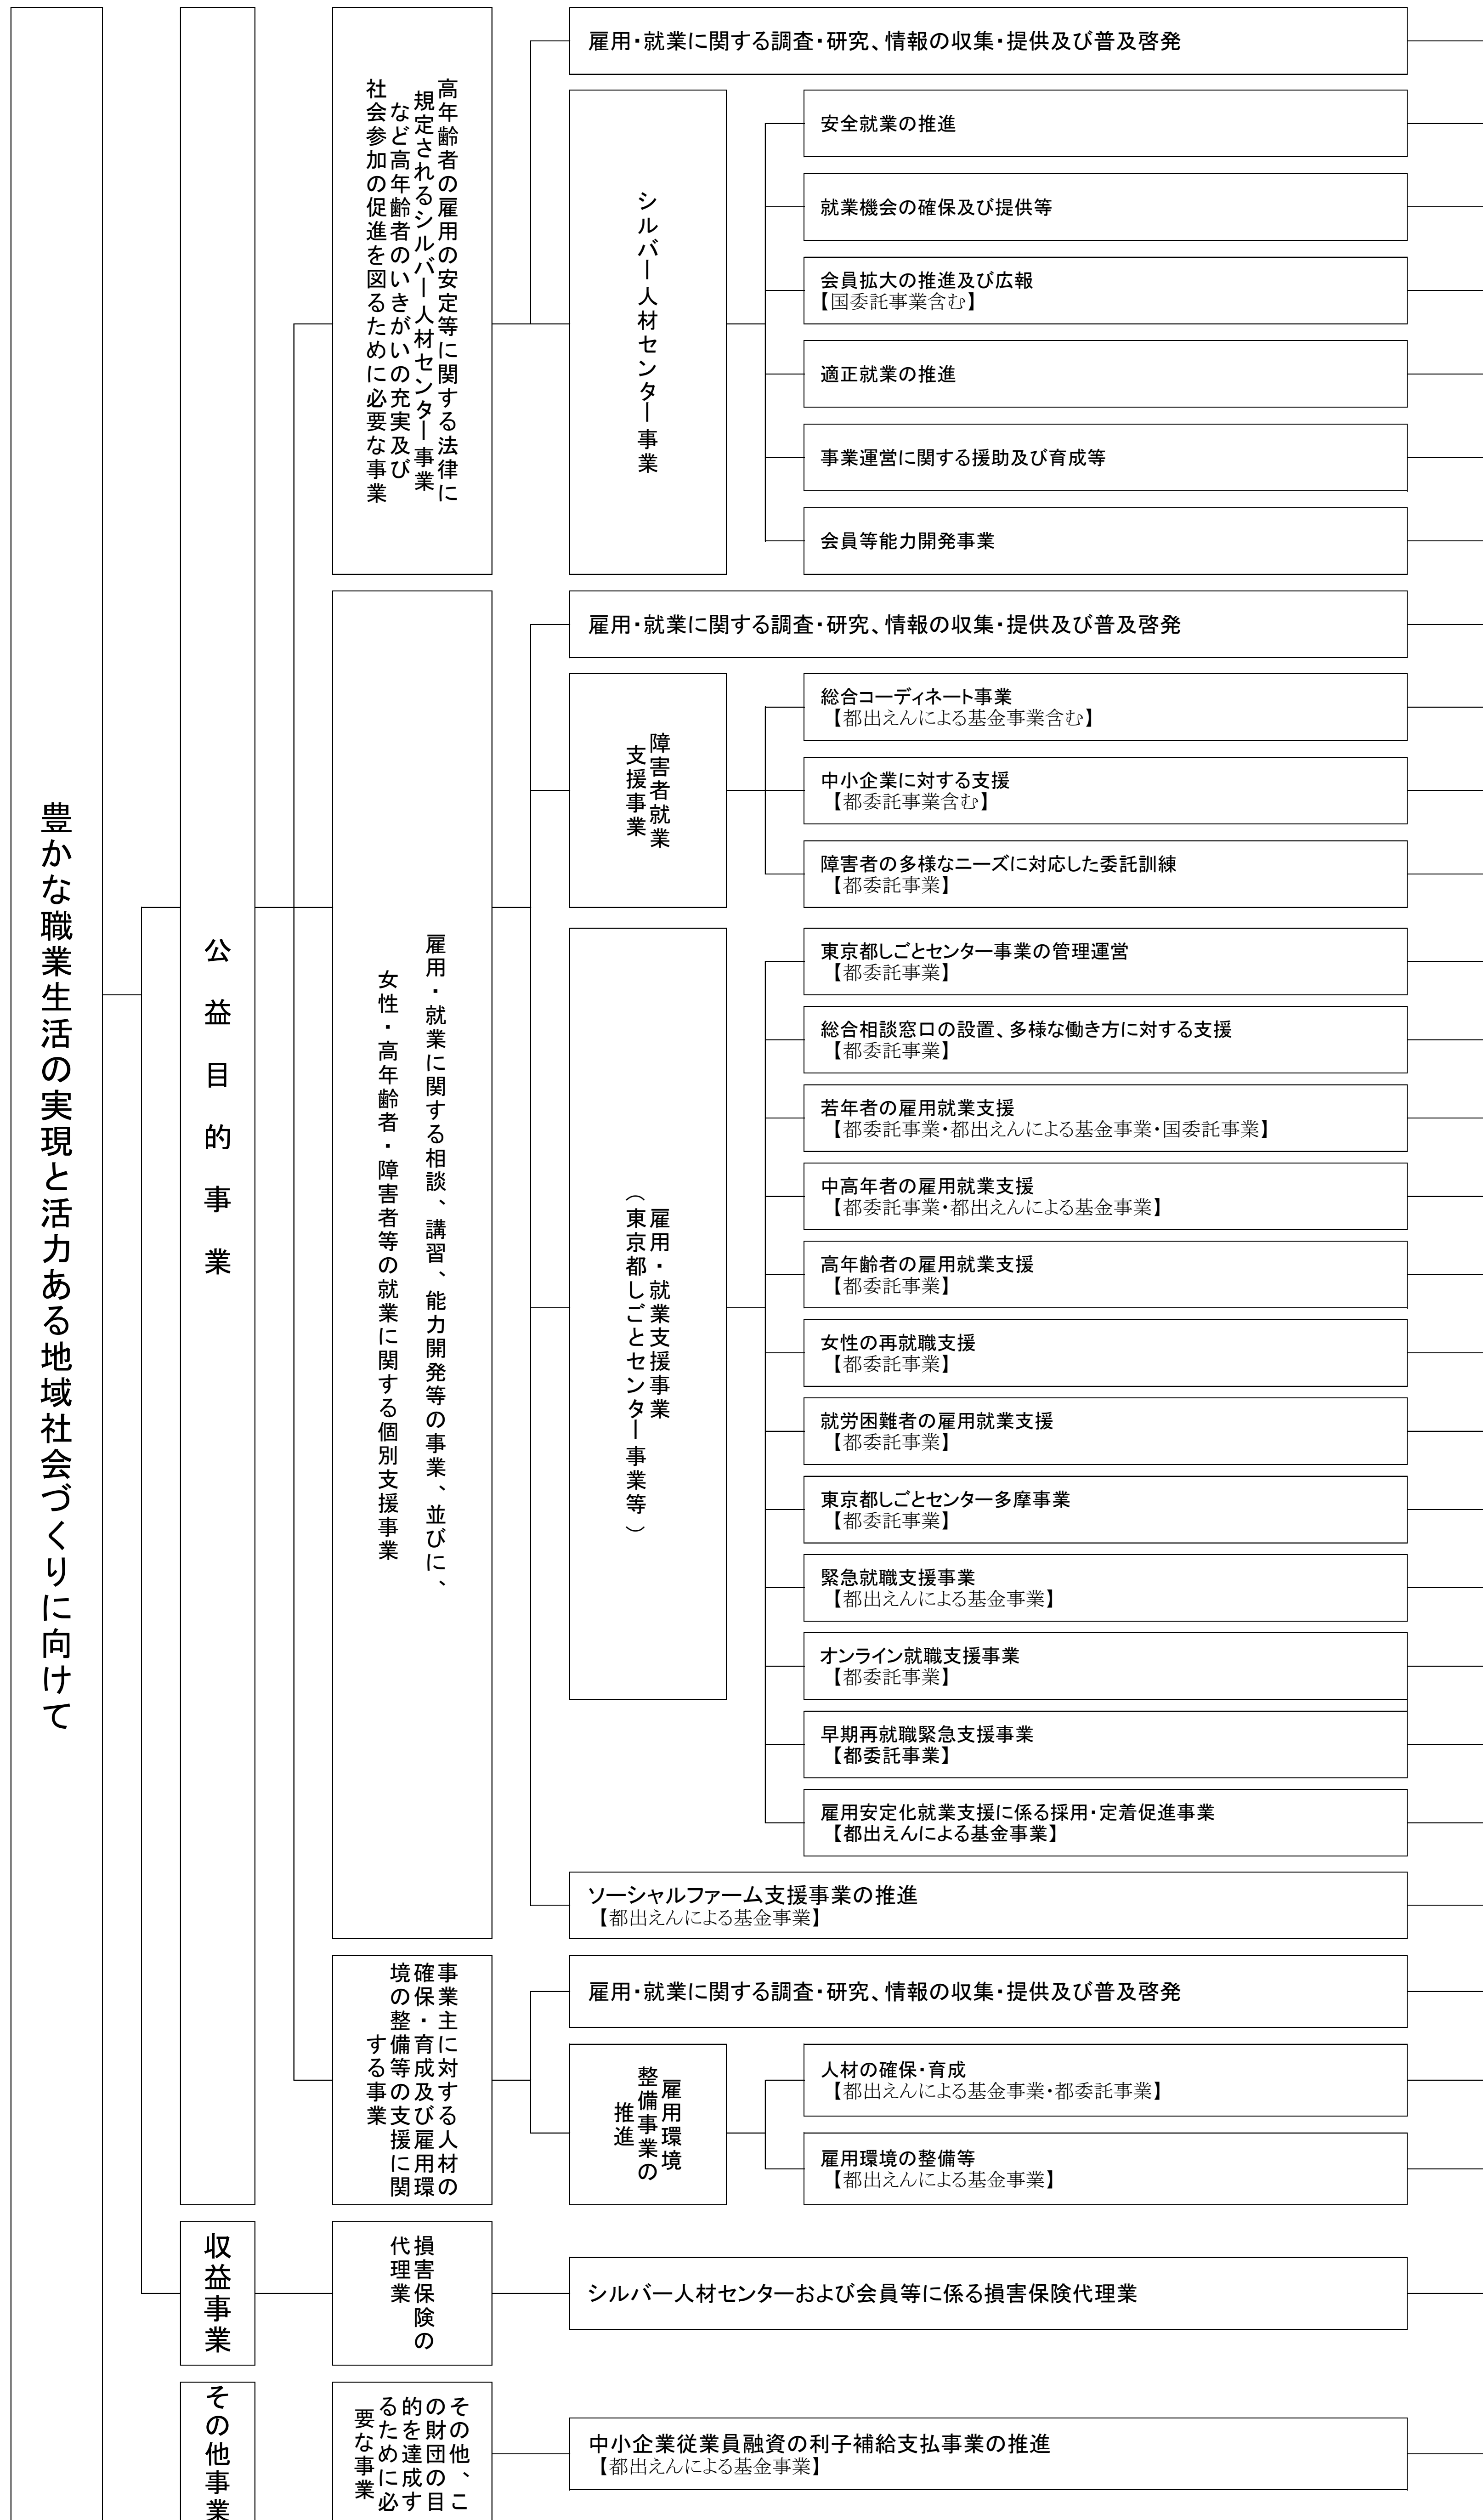 豊かな職業生活の実現と活力ある地域社会づくりに向けて
公益目的事業
高年齢者の雇用の安定等に関する法律に
規定されるシルバー人材センター事業
など高年齢者のいきがいの充実及び
社会参加の促進を図るために必要な事業
雇用・就業に関する調査・研究、情報の収集・提供及び普及啓発
シルバー人材センター事業
安全就業の推進
就業機会の確保及び提供等
会員拡大の推進及び広報
【国委託事業含む】
適正就業の推進
事業運営に関する援助及び育成等
会員等能力開発事業
雇用・就業に関する相談、講習、能力開発等の事業、並びに、
女性・高年齢者・障害者等の就業に関する個別支援事業
雇用・就業に関する調査・研究、情報の収集・提供及び普及啓発
障害者就業
支援事業
総合コーディネート事業
【都出えんによる基金事業含む】
中小企業に対する支援
【都委託事業含む】
障害者の多様なニーズに対応した委託訓練
【都委託事業】
雇用・就業支援事業
（東京都しごとセンター事業等）
東京都しごとセンター事業の管理運営
【都委託事業】
総合相談窓口の設置、多様な働き方に対する支援
【都委託事業】
若年者の雇用就業支援
【都委託事業・都出えんによる基金事業・国委託事業】
中高年者の雇用就業支援
【都委託事業・都出えんによる基金事業】
高年齢者の雇用就業支援
【都委託事業】
女性の再就職支援
【都委託事業】
就労困難者の雇用就業支援
【都委託事業】
東京都しごとセンター多摩事業
【都委託事業】
緊急就職支援事業
【都出えんによる基金事業】
オンライン就職支援事業
【都委託事業】
早期再就職緊急支援事業
【都委託事業】
雇用安定化就業支援に係る採用・定着促進事業
【都出えんによる基金事業】
ソーシャルファーム支援事業の推進
【都出えんによる基金事業】
事業主に対する人材の
確保・育成及び雇用環
境の整備等の支援に関
する事業
雇用・就業に関する調査・研究、情報の収集・提供及び普及啓発
雇用環境
整備事業の
推進
人材の確保・育成
【都出えんによる基金事業・都委託事業】
雇用環境の整備等
【都出えんによる基金事業】
収益事業
損害保険の
代理業
シルバー人材センターおよび会員等に係る損害保険代理業
その他事業
その他、こ
の財団の目
的を達成す
るために必
要な事業
中小企業従業員融資の利子補給支払事業の推進
【都出えんによる基金事業】